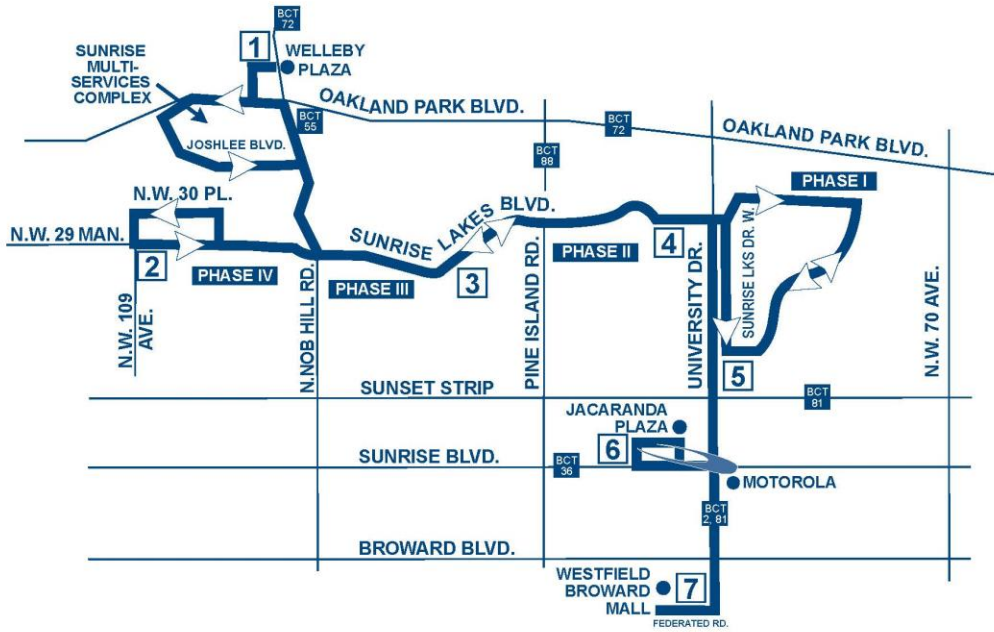 BCT
72
1
WELLEBY
PLAZA
SUNRISE
MULTI-
SERVICES
COMPLEX
OAKLAND PARK BLVD.
BCT
55
BCT
72
OAKLAND PARK BLVD.
JOSHLEE BLVD.
BCT
88
PHASE I
N.W. 30 PL.
SUNRISE LAKES BLVD.
N.W. 29 MAN.
2
PHASE IV
PHASE III
3
PHASE II
4
SUNRISE LKS DR. W.
N.W. 109
AVE.
N.NOB HILL RD.
PINE ISLAND RD.
UNIVERSITY DR.
5
N.W. 70 AVE.
SUNSET STRIP
BCT
81
JACARANDA
PLAZA
6
SUNRISE BLVD.
BCT
36
MOTOROLA
BCT
2, 81
BROWARD BLVD.
WESTFIELD
BROWARD
MALL
7
FEDERATED RD.